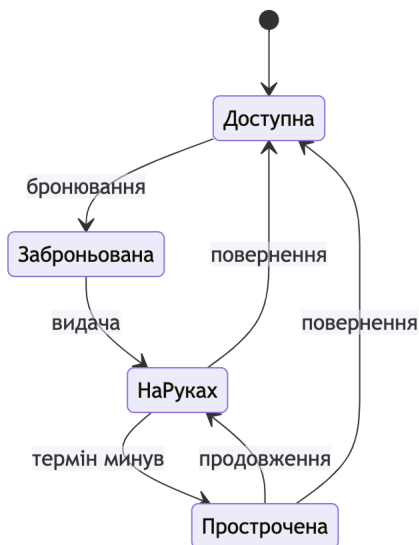 Доступна
бронювання
Заброньована
повернення
видача
повернення
НаРуках
термін минув
продовження
Прострочена